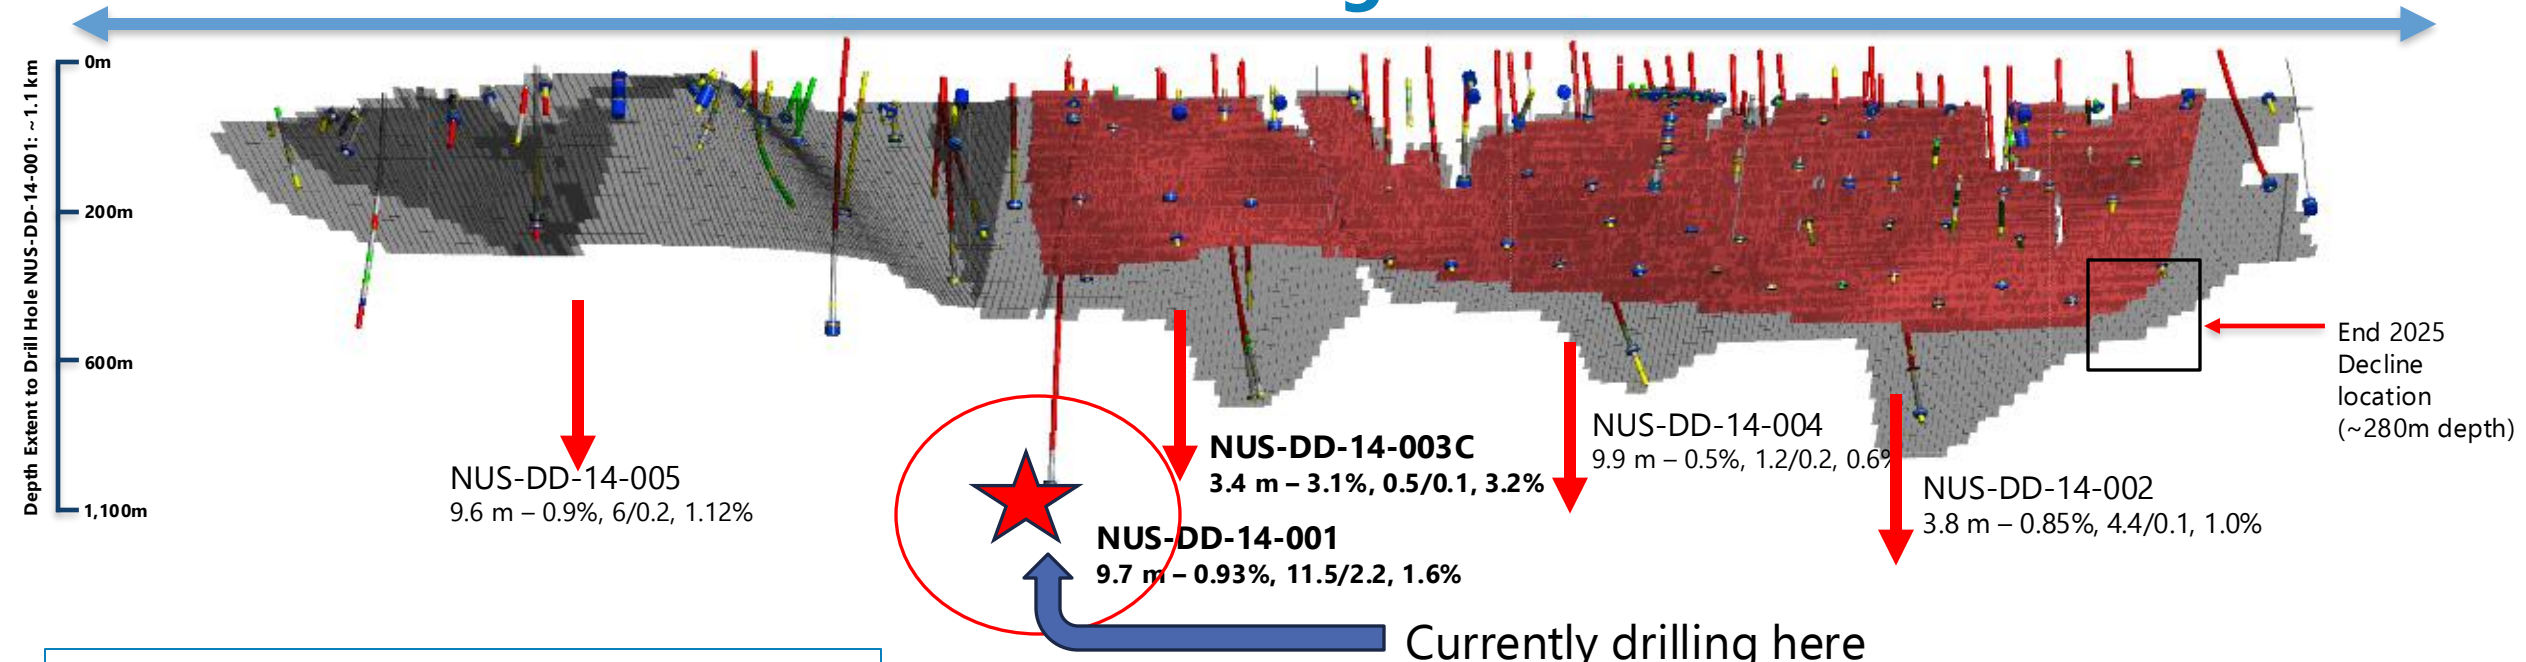 Depth Extent to Drill Hole NUS-DD-14-001: ~ 1.1 km
0m
200m
600m
1,100m
End 2025
Decline
location
(~280m depth)
NUS-DD-14-004
9.9 m – 0.5%, 1.2/0.2, 0.6%
NUS-DD-14-003C
3.4 m – 3.1%, 0.5/0.1, 3.2%
NUS-DD-14-005
9.6 m – 0.9%, 6/0.2, 1.12%
NUS-DD-14-002
3.8 m – 0.85%, 4.4/0.1, 1.0%
NUS-DD-14-001
9.7 m – 0.93%, 11.5/2.2, 1.6%
Currently drilling here